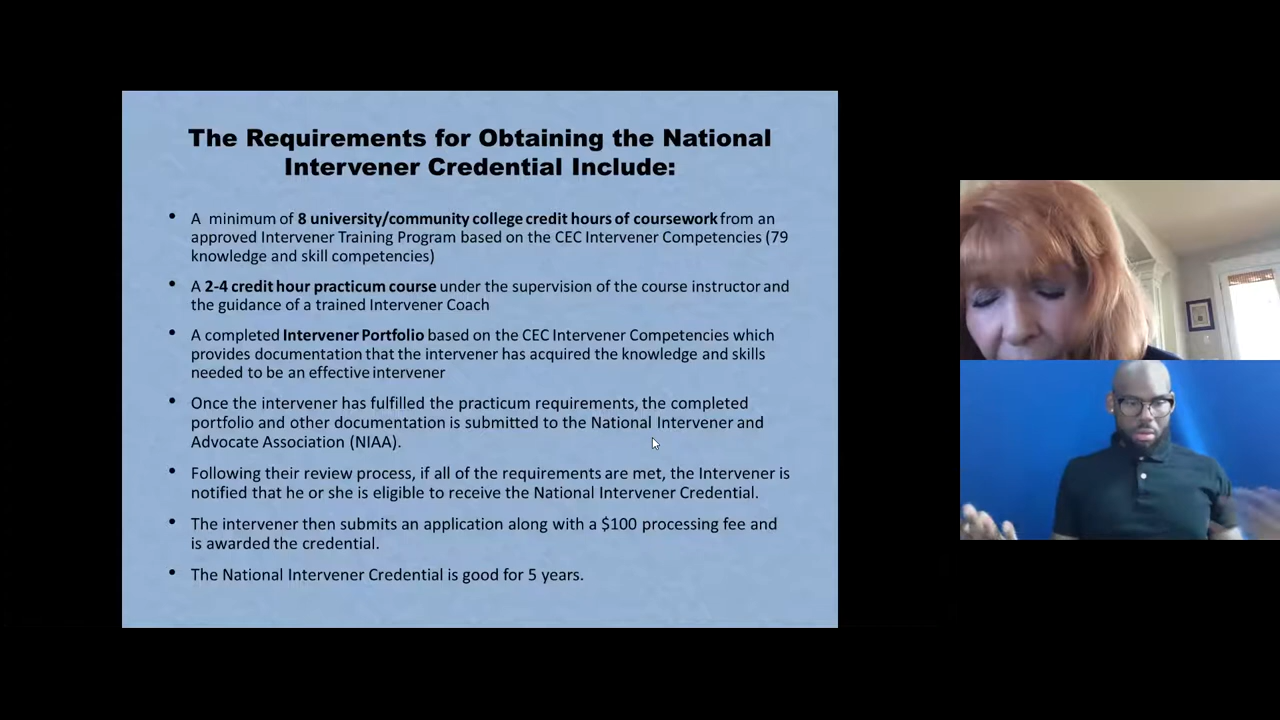 The Requirements for Obtaining the National
Intervener Credential Include:
• A minimum of 8 university/community college credit hours of coursework from an
approved Intervener Training Program based on the CEC Intervener Competencies (79
knowledge and skill competencies)
• A 2-4 credit hour practicum course under the supervision of the course instructor and
the guidance of a trained Intervener Coach
• A completed Intervener Portfolio based on the CEC Intervener Competencies which
provides documentation that the intervener has acquired the knowledge and skills
needed to be an effective intervener
• Once the intervener has fulfilled the practicum requirements, the completed
portfolio and other documentation is submitted to the National Intervener and
Advocate Association (NIAA).
• Following their review process, if all of the requirements are met, the Intervener is
notified that he or she is eligible to receive the National Intervener Credential.
• The intervener then submits an application along with a $100 processing fee and
is awarded the credential.
• The National Intervener Credential is good for 5 years.